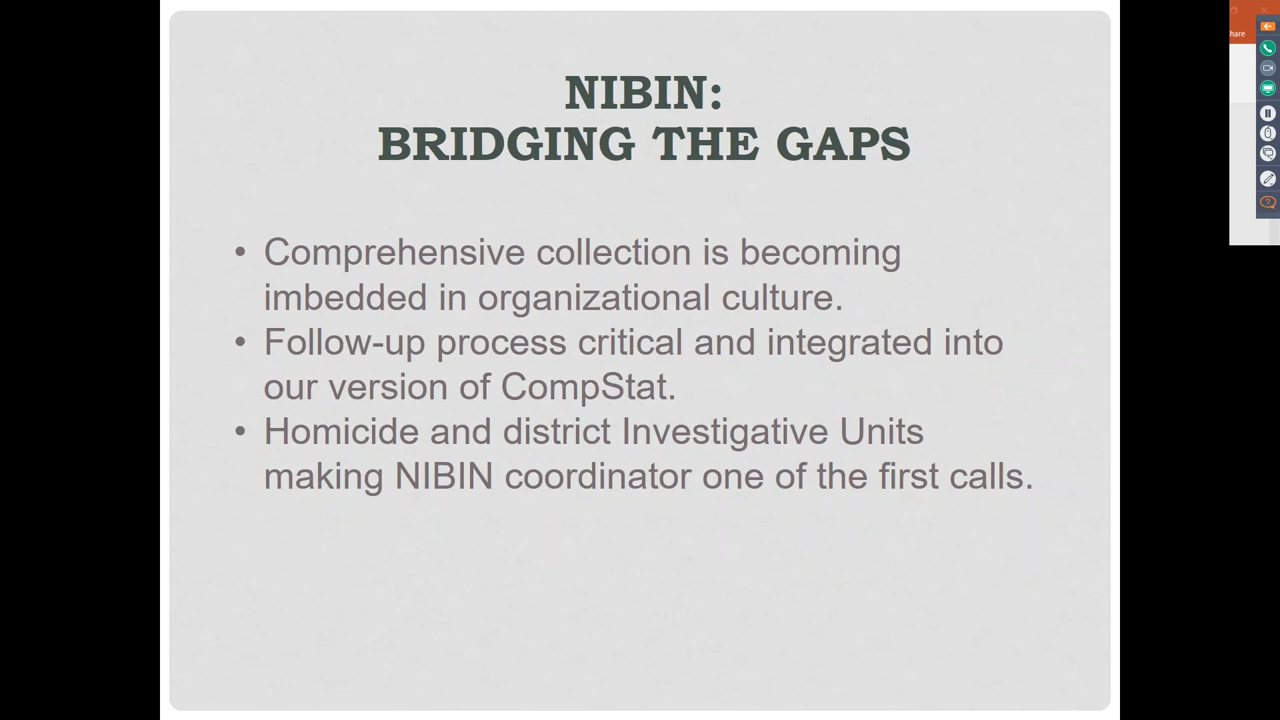 NIBIN:
BRIDGING THE GAPS
• Comprehensive collection is becoming
imbedded in organizational culture.
• Follow-up process critical and integrated into
our version of CompStat.
• Homicide and district Investigative Units
making NIBIN coordinator one of the first calls.
hare